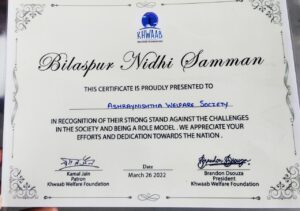 KHWAAB
Bilaspur Nidhi Samman
THIS CERTIFICATE IS PROUDLY PRESENTED TO
ASHRAYNISHTHA WELFARE SOCIETY
IN RECOGNITION OF THEIR STRONG STAND AGAINST THE CHALLENGES
IN THE SOCIETY AND BEING A ROLE MODEL . WE APPRECIATE YOUR
EFFORTS AND DEDICATION TOWARDS THE NATION .
Kamal Jain
Patron
Khwaab Welfare Foundation
Date
March 26 2022
Brandon Dsouza
Brandon Dsouza
President
Khwaab Welfare Foundation